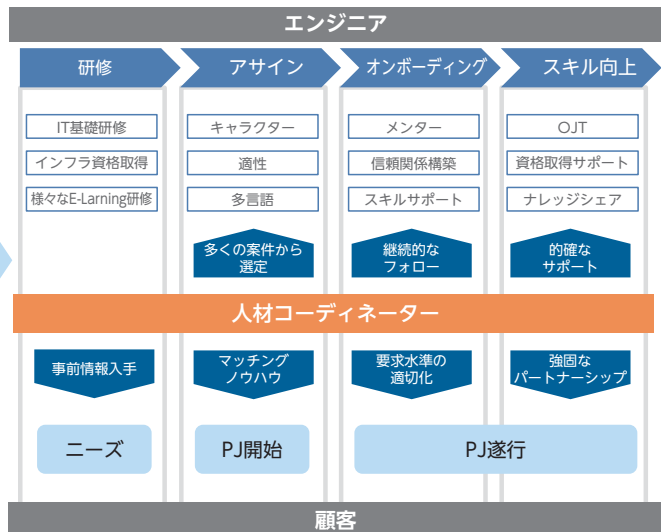 エンジニア
研修
アサイン
オンボーディング
スキル向上
IT基礎研修
キャラクター
メンター
OJT
インフラ資格取得
適性
信頼関係構築
資格取得サポート
様々なE-Larning研修
多言語
スキルサポート
ナレッジシェア
多くの案件から
選定
継続的な
フォロー
的確な
サポート
人材コーディネーター
事前情報入手
マッチング
ノウハウ
要求水準の
適切化
強固な
パートナーシップ
ニーズ
PJ開始
PJ遂行
顧客